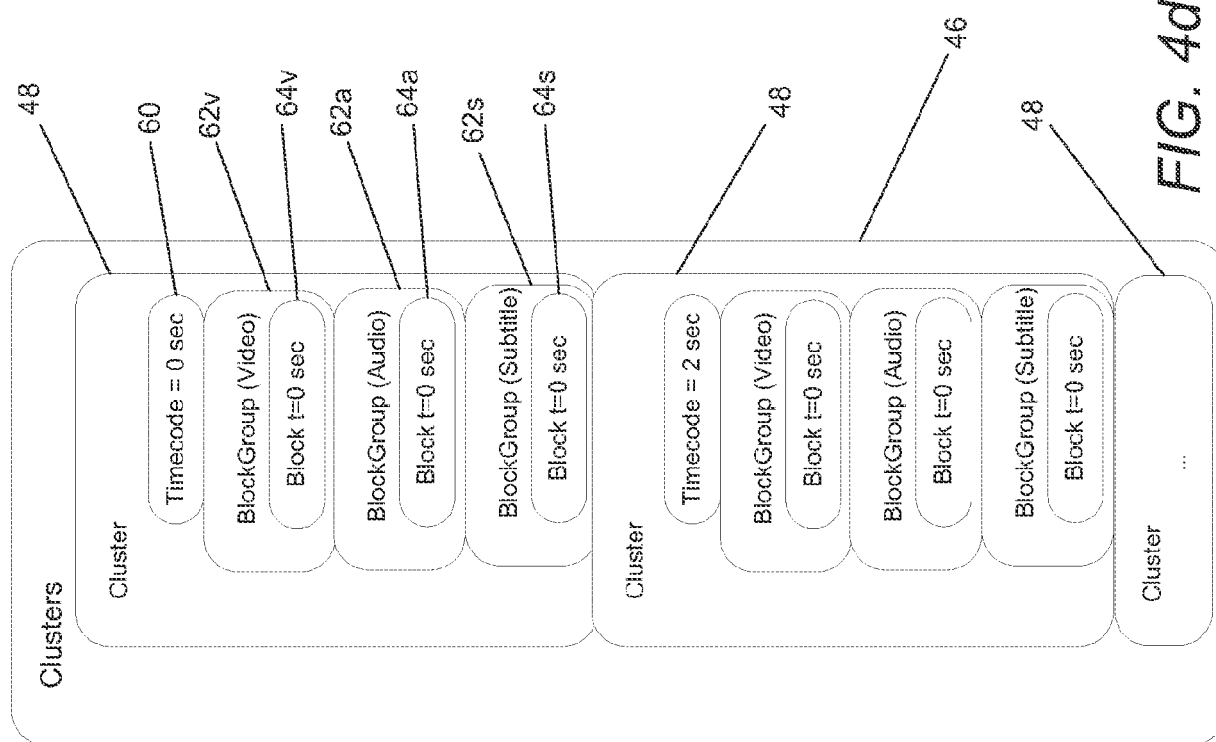 Clusters
Cluster
48
Timecode = 0 sec
60
BlockGroup (Video)
62v
Block t=0 sec
64v
BlockGroup (Audio)
62a
Block t=0 sec
64a
BlockGroup (Subtitle)
62s
Block t=0 sec
64s
Cluster
48
Timecode = 2 sec
BlockGroup (Video)
Block t=0 sec
BlockGroup (Audio)
Block t=0 sec
BlockGroup (Subtitle)
Block t=0 sec
46
Cluster
...
48
FIG. 4d